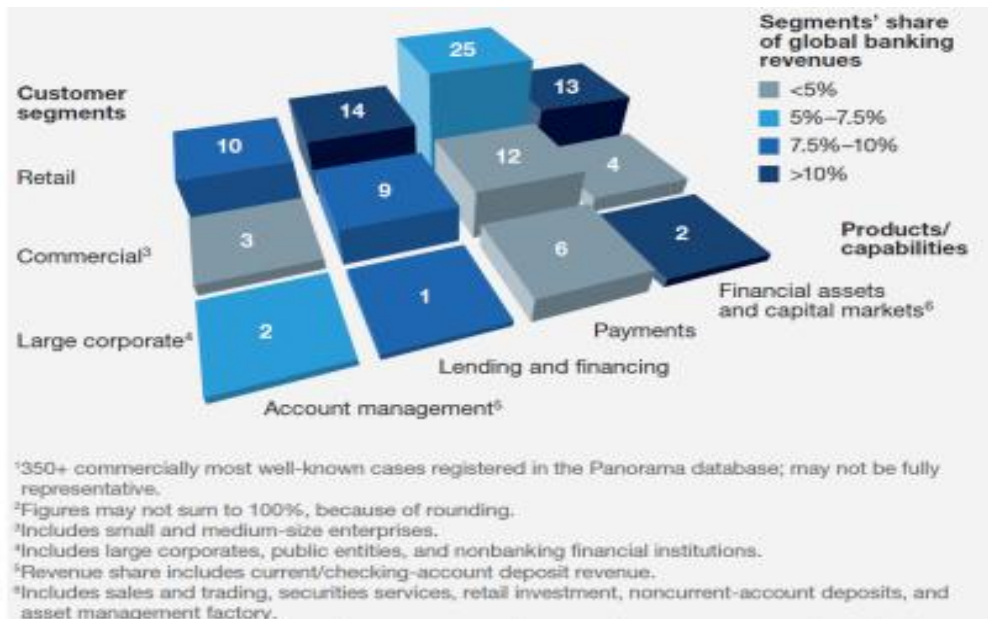 Segments' share
of global banking
revenues
<5%
5%–7.5%
7.5%–10%
>10%
Customer
segments
Retail
Commercial³
Large corporate⁴
25
14
13
10
12
4
9
3
2
6
1
2
Products/
capabilities
Financial assets
and capital markets⁶
Payments
Lending and financing
Account management⁵
¹350+ commercially most well-known cases registered in the Panorama database; may not be fully
representative.
²Figures may not sum to 100%, because of rounding.
³Includes small and medium-size enterprises.
⁴Includes large corporates, public entities, and nonbanking financial institutions.
⁵Revenue share includes current/checking-account deposit revenue.
⁶Includes sales and trading, securities services, retail investment, noncurrent-account deposits, and
asset management factory.